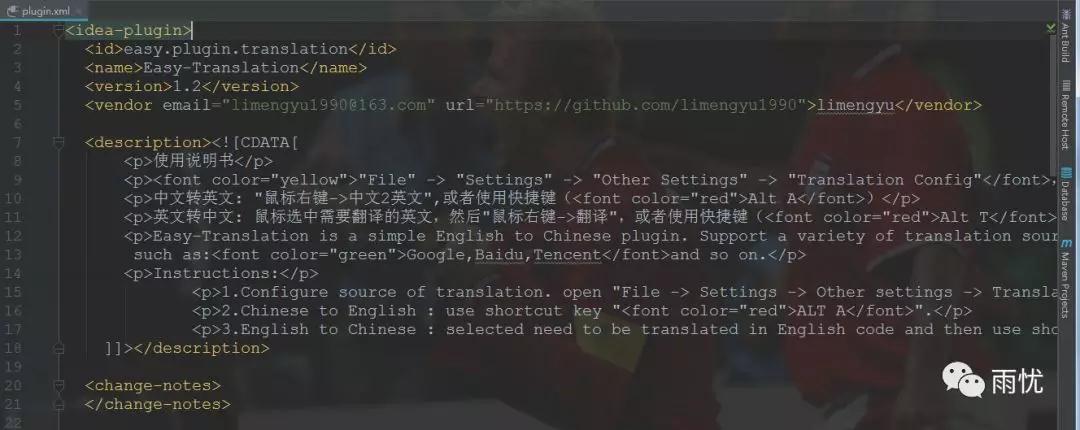 plugin.xml
1 <idea-plugin>
2 <id>easy.plugin.translation</id>
3 <name>Easy-Translation</name>
4 <version>1.2</version>
5 <vendor email="limengyu1990@163.com" url="https://github.com/limengyu1990">limengyu</vendor>
6
7 <description><![CDATA[
8 <p>使用说明书</p>
9 <p><font color="yellow">"File" -> "Settings" -> "Other Settings" -> "Translation Config"</font>,
10 <p>中文转英文: "鼠标右键->中文2英文",或者使用快捷键（<font color="red">Alt A</font>）</p>
11 <p>英文转中文: 鼠标选中需要翻译的英文，然后"鼠标右键->翻译"，或者使用快捷键（<font color="red">Alt T</font>
12 <p>Easy-Translation is a simple English to Chinese plugin. Support a variety of translation sour
13 such as:<font color="green">Google,Baidu,Tencent</font>and so on.</p>
14 <p>Instructions:</p>
15 <p>1.Configure source of translation. open "File -> Settings -> Other settings -> Transla
16 <p>2.Chinese to English : use shortcut key "<font color="red">ALT A</font>".</p>
17 <p>3.English to Chinese : selected need to be translated in English code and then use sho
18 ]]></description>
19
20 <change-notes>
21 </change-notes>
22
Ant Build
Remote Host
Database
Maven Projects
雨忧